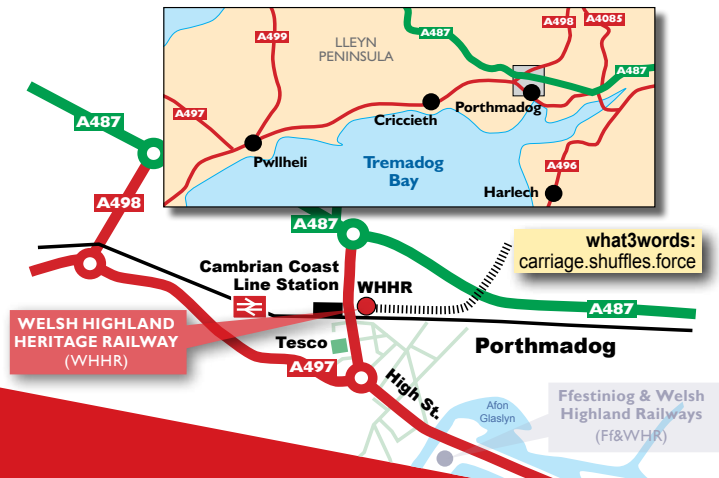 A499
LLEYN
PENINSULA
A487
A498
A4085
A487
A497
Criccieth
Porthmadog
Pwllheli
Tremadog
Bay
A496
Harlech
A487
A498
A487
what3words:
carriage.shuffles.force
Cambrian Coast
Line Station
WHHR
A487
WELSH HIGHLAND
HERITAGE RAILWAY
(WHHR)
Tesco
Porthmadog
A497
High St.
Afon
Glaslyn
Ffestiniog & Welsh
Highland Railways
(Ff&WHR)